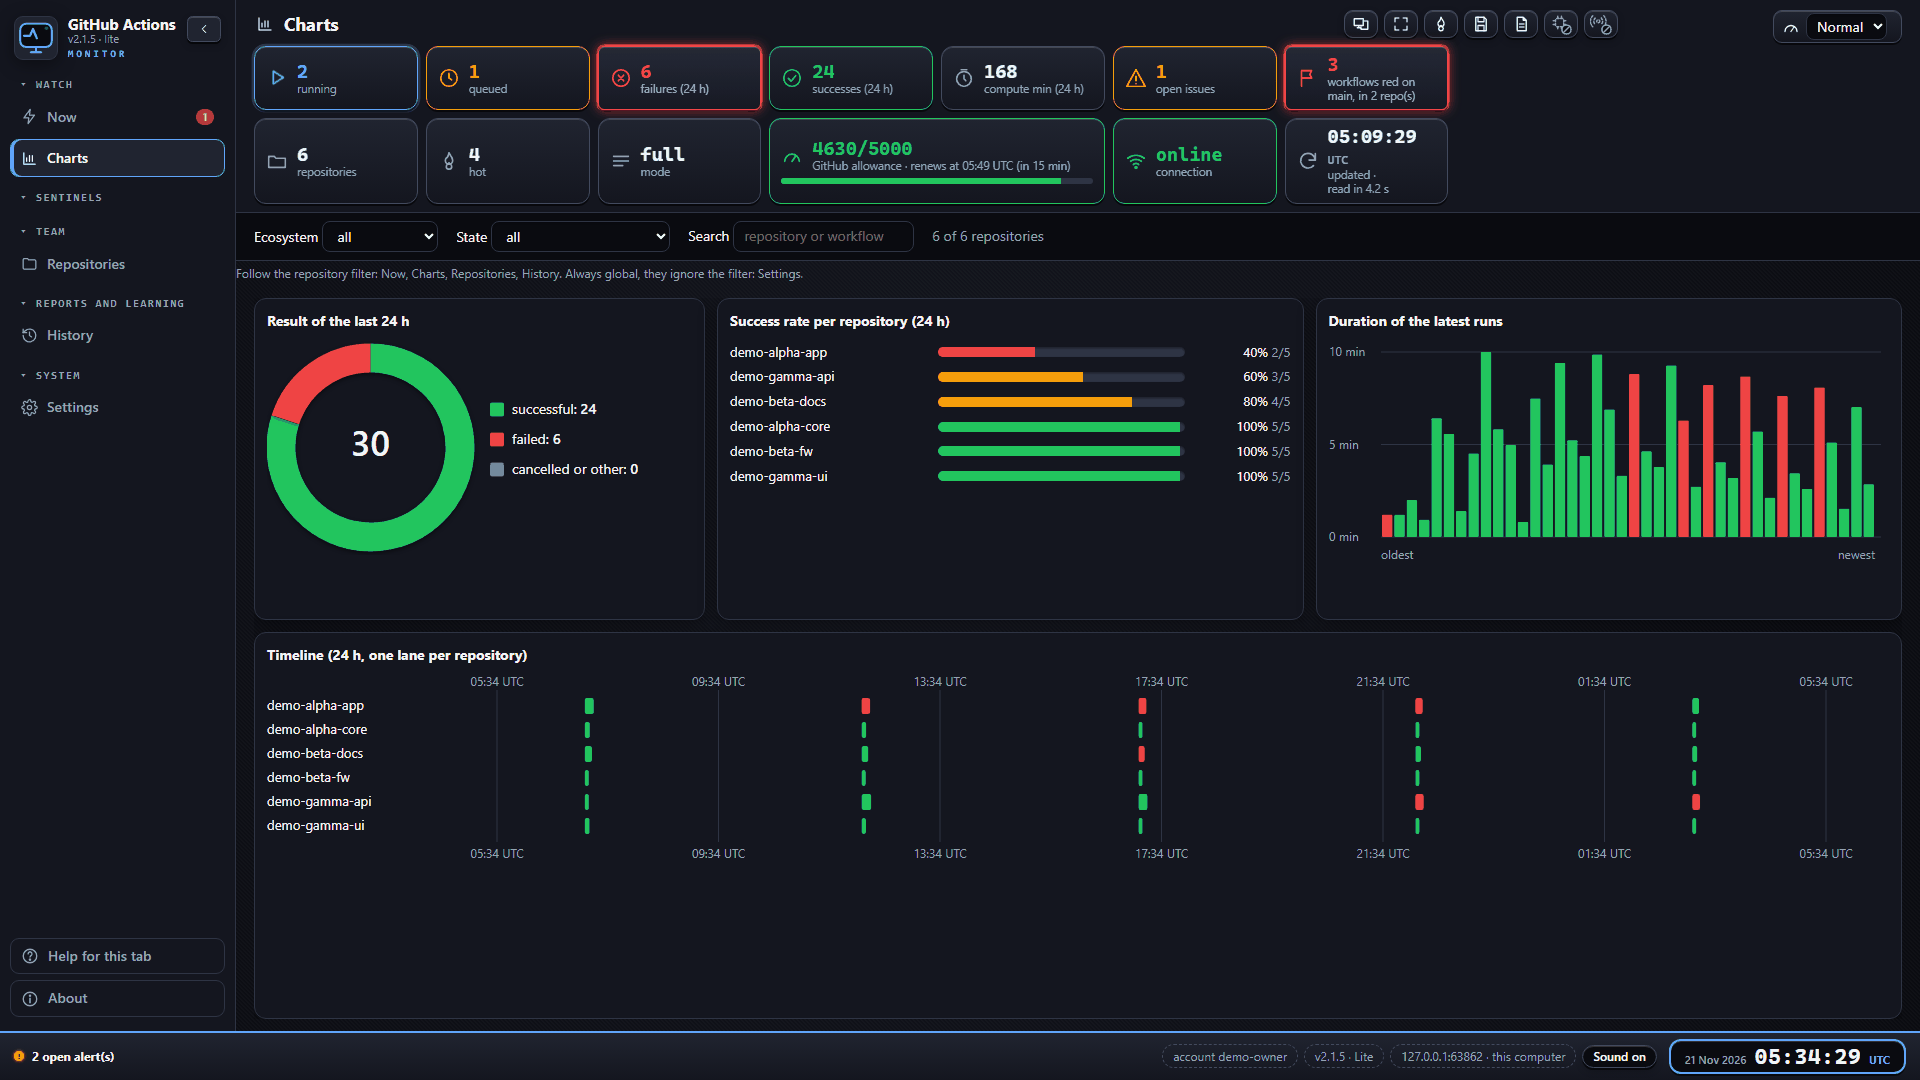 GitHub Actions
v2.1.5 · lite
MONITOR
WATCH
Now
1
Charts
SENTINELS
TEAM
Repositories
REPORTS AND LEARNING
History
SYSTEM
Settings
Help for this tab
About
Charts
Normal
2
running
1
queued
6
failures (24 h)
24
successes (24 h)
168
compute min (24 h)
1
open issues
3
workflows red on
main, in 2 repo(s)
6
repositories
4
hot
full
mode
4630/5000
GitHub allowance · renews at 05:49 UTC (in 15 min)
online
connection
05:09:29
UTC
updated ·
read in 4.2 s
Ecosystem all State all Search repository or workflow 6 of 6 repositories
Follow the repository filter: Now, Charts, Repositories, History. Always global, they ignore the filter: Settings.
Result of the last 24 h
30
successful: 24
failed: 6
cancelled or other: 0
Success rate per repository (24 h)
demo-alpha-app 40% 2/5
demo-gamma-api 60% 3/5
demo-beta-docs 80% 4/5
demo-alpha-core 100% 5/5
demo-beta-fw 100% 5/5
demo-gamma-ui 100% 5/5
Duration of the latest runs
10 min
5 min
0 min
oldest newest
Timeline (24 h, one lane per repository)
05:34 UTC 09:34 UTC 13:34 UTC 17:34 UTC 21:34 UTC 01:34 UTC 05:34 UTC
demo-alpha-app
demo-alpha-core
demo-beta-docs
demo-beta-fw
demo-gamma-api
demo-gamma-ui
05:34 UTC 09:34 UTC 13:34 UTC 17:34 UTC 21:34 UTC 01:34 UTC 05:34 UTC
2 open alert(s)
account demo-owner
v2.1.5 · Lite
127.0.0.1:63862 · this computer
Sound on
21 Nov 2026 05:34:29 UTC